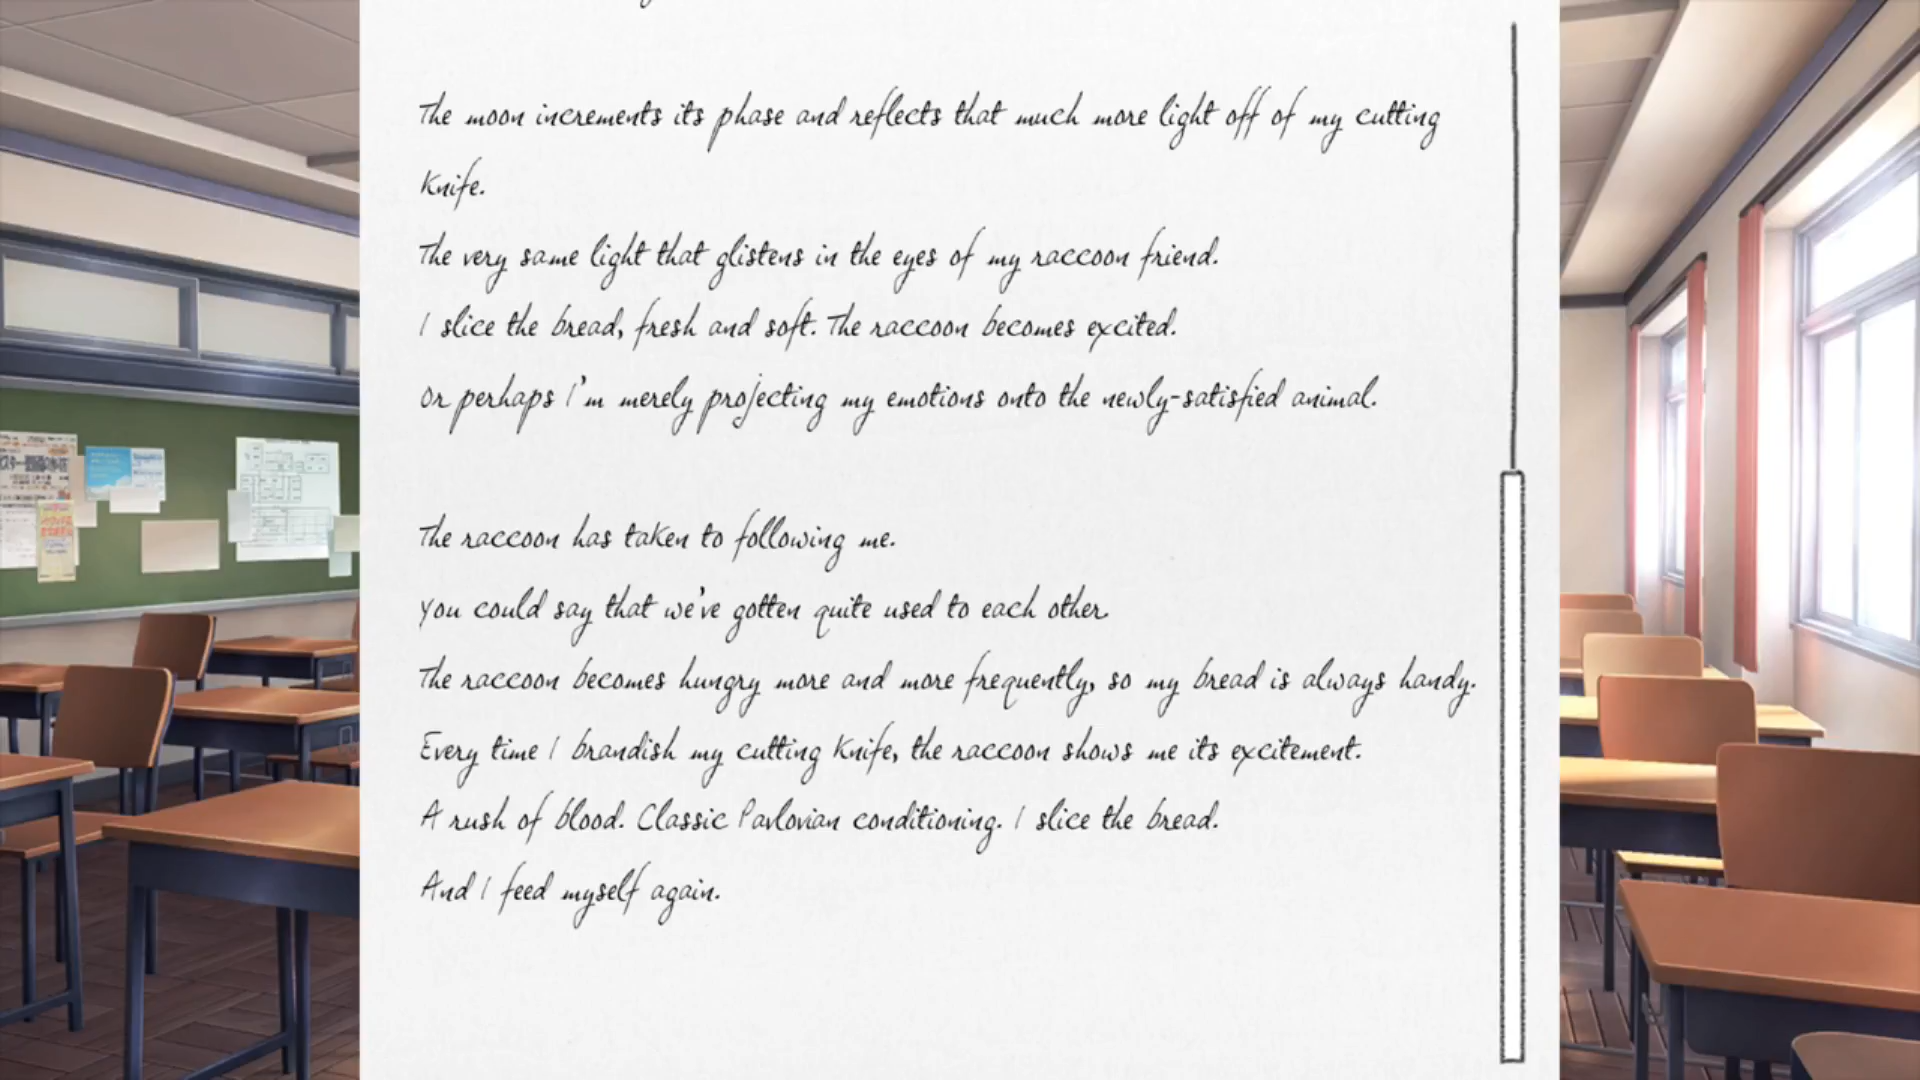 The moon increments its phase and reflects that much more light off of my cutting
knife.
The very same light that glistens in the eyes of my raccoon friend.
I slice the bread, fresh and soft. The raccoon becomes excited.
Or perhaps I'm merely projecting my emotions onto the newly-satisfied animal.
The raccoon has taken to following me.
You could say that we've gotten quite used to each other.
The raccoon becomes hungry more and more frequently, so my bread is always handy.
Every time I brandish my cutting knife, the raccoon shows me its excitement.
A rush of blood. Classic Pavlovian conditioning. I slice the bread.
And I feed myself again.